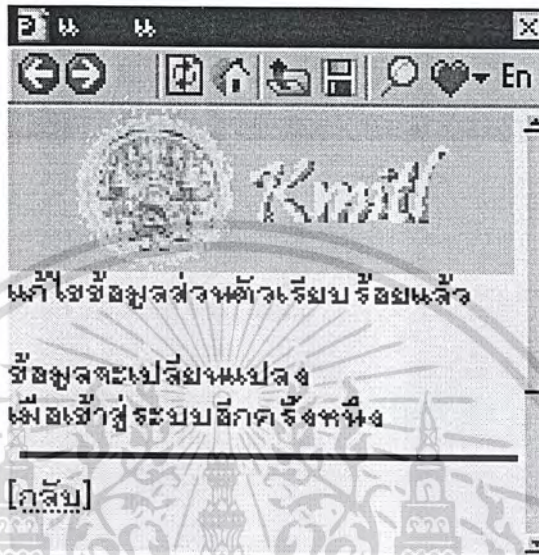 น น
En
Kmitl
แก้ไขข้อมูลส่วนตัวเรียบร้อยแล้ว
ข้อมูลจะเปลี่ยนแปลง
เมื่อเข้าสู่ระบบอีกครั้งหนึ่ง
[กลับ]